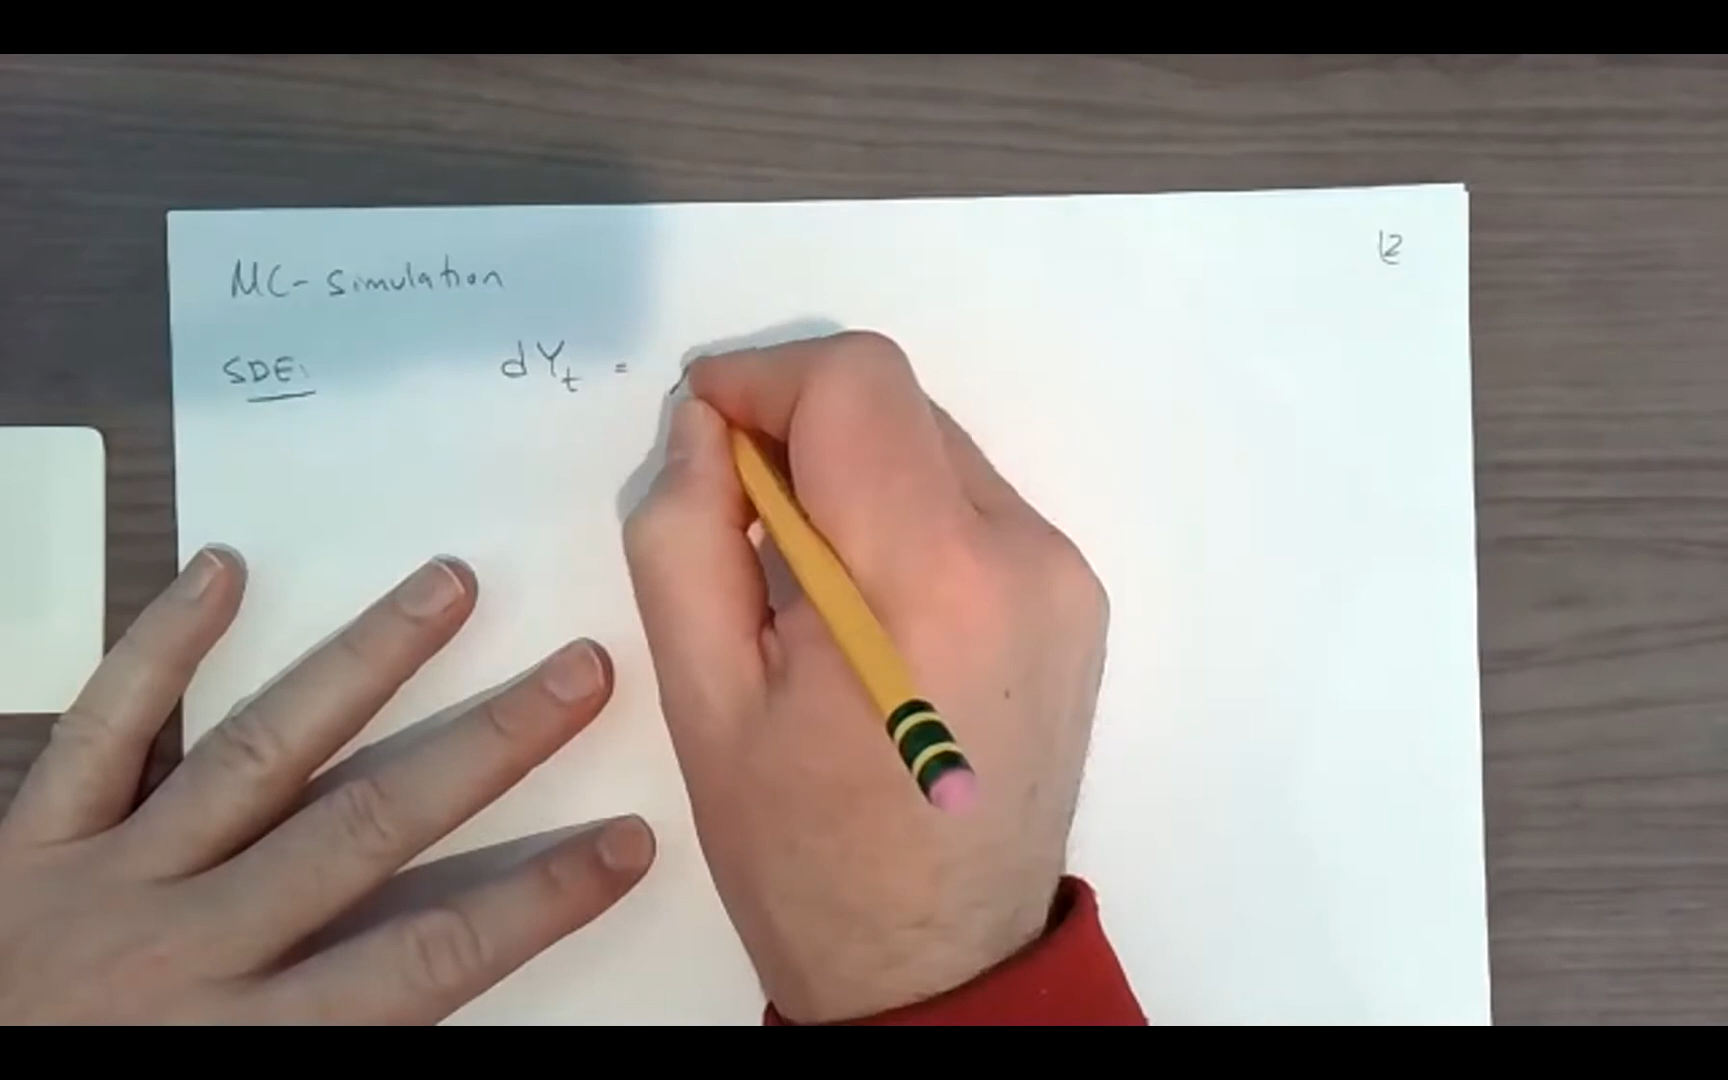 MC-simulation
12
SDE: dY_t =